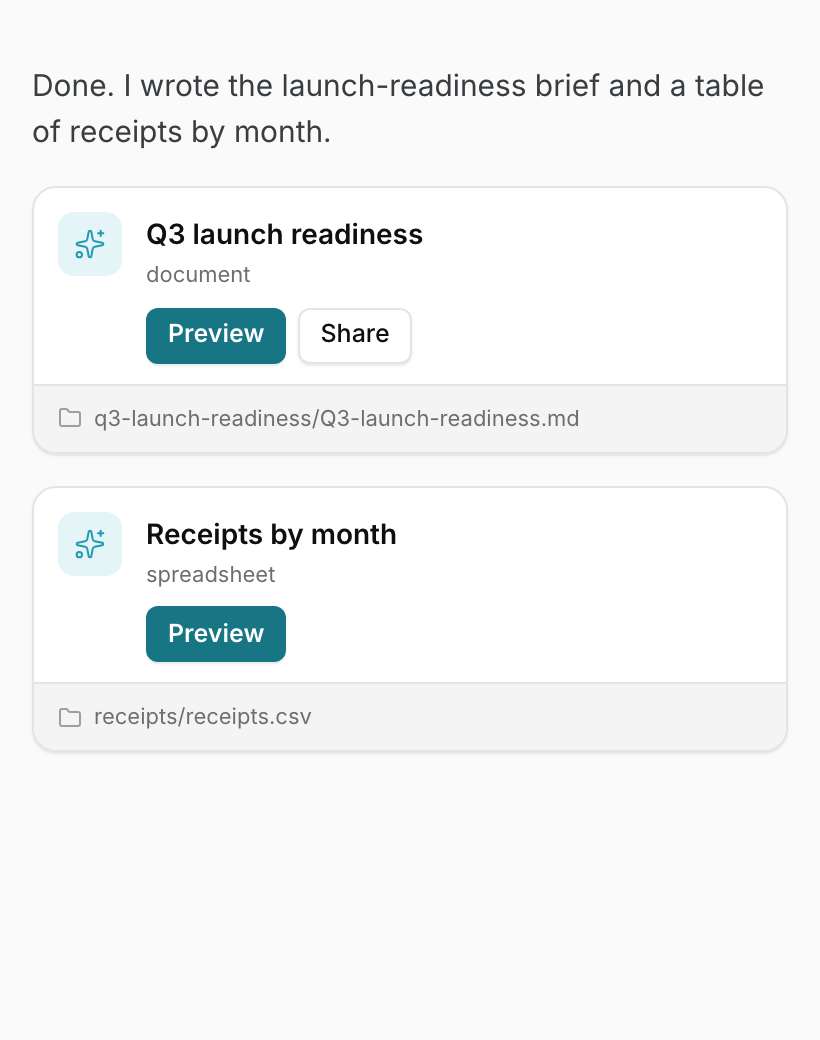 Done. I wrote the launch-readiness brief and a table
of receipts by month.
Q3 launch readiness
document
Preview Share
q3-launch-readiness/Q3-launch-readiness.md
Receipts by month
spreadsheet
Preview
receipts/receipts.csv